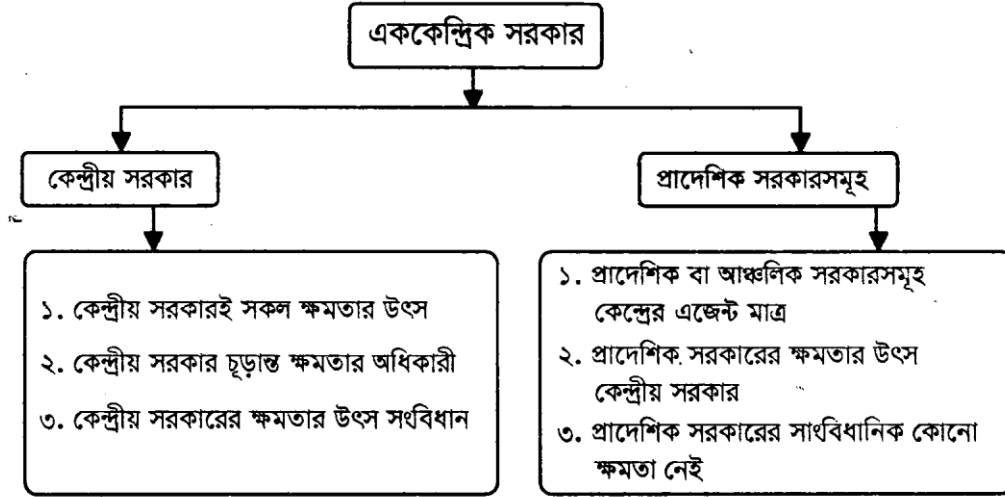 এককেন্দ্রিক সরকার
কেন্দ্রীয় সরকার
প্রাদেশিক সরকারসমূহ
১. কেন্দ্রীয় সরকারই সকল ক্ষমতার উৎস
২. কেন্দ্রীয় সরকার চূড়ান্ত ক্ষমতার অধিকারী
৩. কেন্দ্রীয় সরকারের ক্ষমতার উৎস সংবিধান
১. প্রাদেশিক বা আঞ্চলিক সরকারসমূহ
কেন্দ্রের এজেন্ট মাত্র
২. প্রাদেশিক সরকারের ক্ষমতার উৎস
কেন্দ্রীয় সরকার
৩. প্রাদেশিক সরকারের সাংবিধানিক কোনো
ক্ষমতা নেই